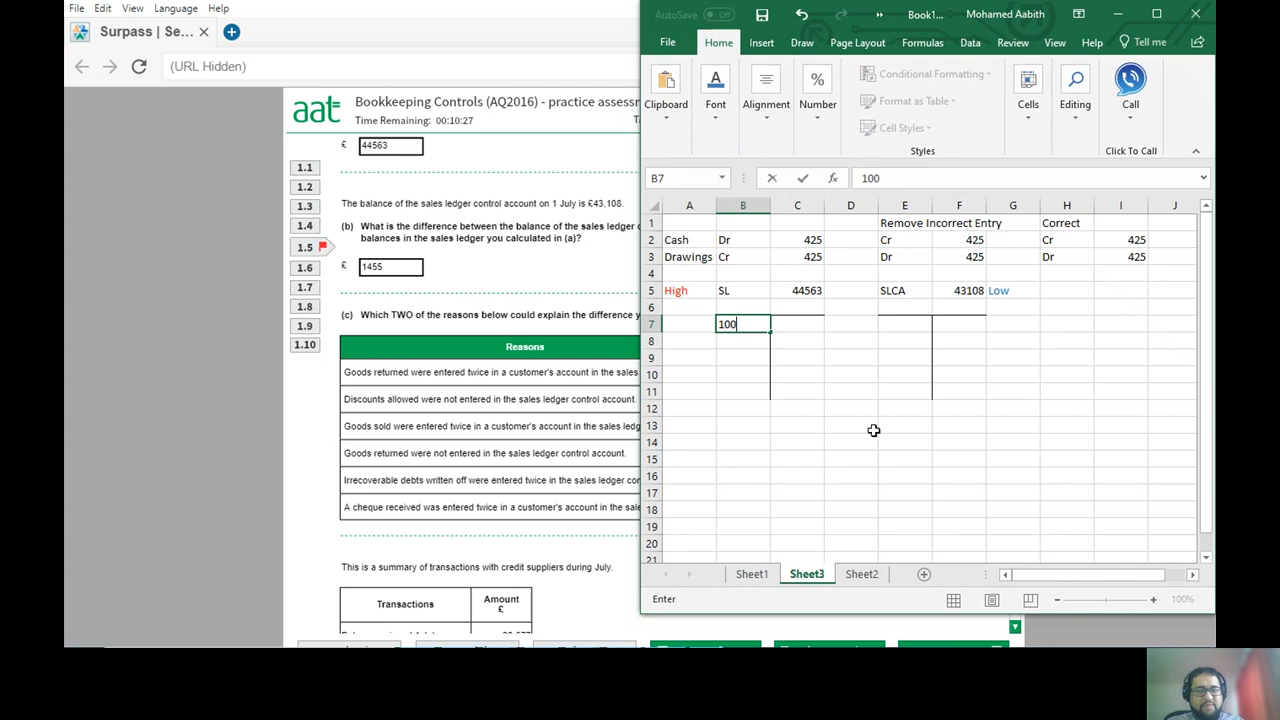 File Edit Tabs Language Help
Surpass | Se...
(URL Hidden)
aat
Bookkeeping Controls (AQ2016) - practice assessm
Time Remaining: 00:10:27
£ 44563
1.1
1.2
1.3
1.4
1.5
1.6
1.7
1.8
1.9
1.10
The balance of the sales ledger control account on 1 July is £43,108.
(b) What is the difference between the balance of the sales ledger c
balances in the sales ledger you calculated in (a)?
£ 1455
(c) Which TWO of the reasons below could explain the difference y
Reasons
Goods returned were entered twice in a customer's account in the sales
Discounts allowed were not entered in the sales ledger control account.
Goods sold were entered twice in a customer's account in the sales led
Goods returned were not entered in the sales ledger control account.
Irrecoverable debts written off were entered twice in the sales ledger cor
A cheque received was entered twice in a customer's account in the sale
This is a summary of transactions with credit suppliers during July.
Transactions Amount
£
AutoSave Off Book1... Mohamed Aabith
File Home Insert Draw Page Layout Formulas Data Review View Help Tell me
Clipboard Font Alignment Number Conditional Formatting Format as Table Cell Styles Cells Editing Call
Styles Click To Call
B7 fx 100
A B C D E F G H I J
1 Remove Incorrect Entry Correct
2 Cash Dr 425 Cr 425 Cr 425
3 Drawings Cr 425 Dr 425 Dr 425
4
5 High SL 44563 SLCA 43108 Low
6
7 100
8
9
10
11
12
13
14
15
16
17
18
19
20
21
Sheet1 Sheet3 Sheet2
Enter 100%